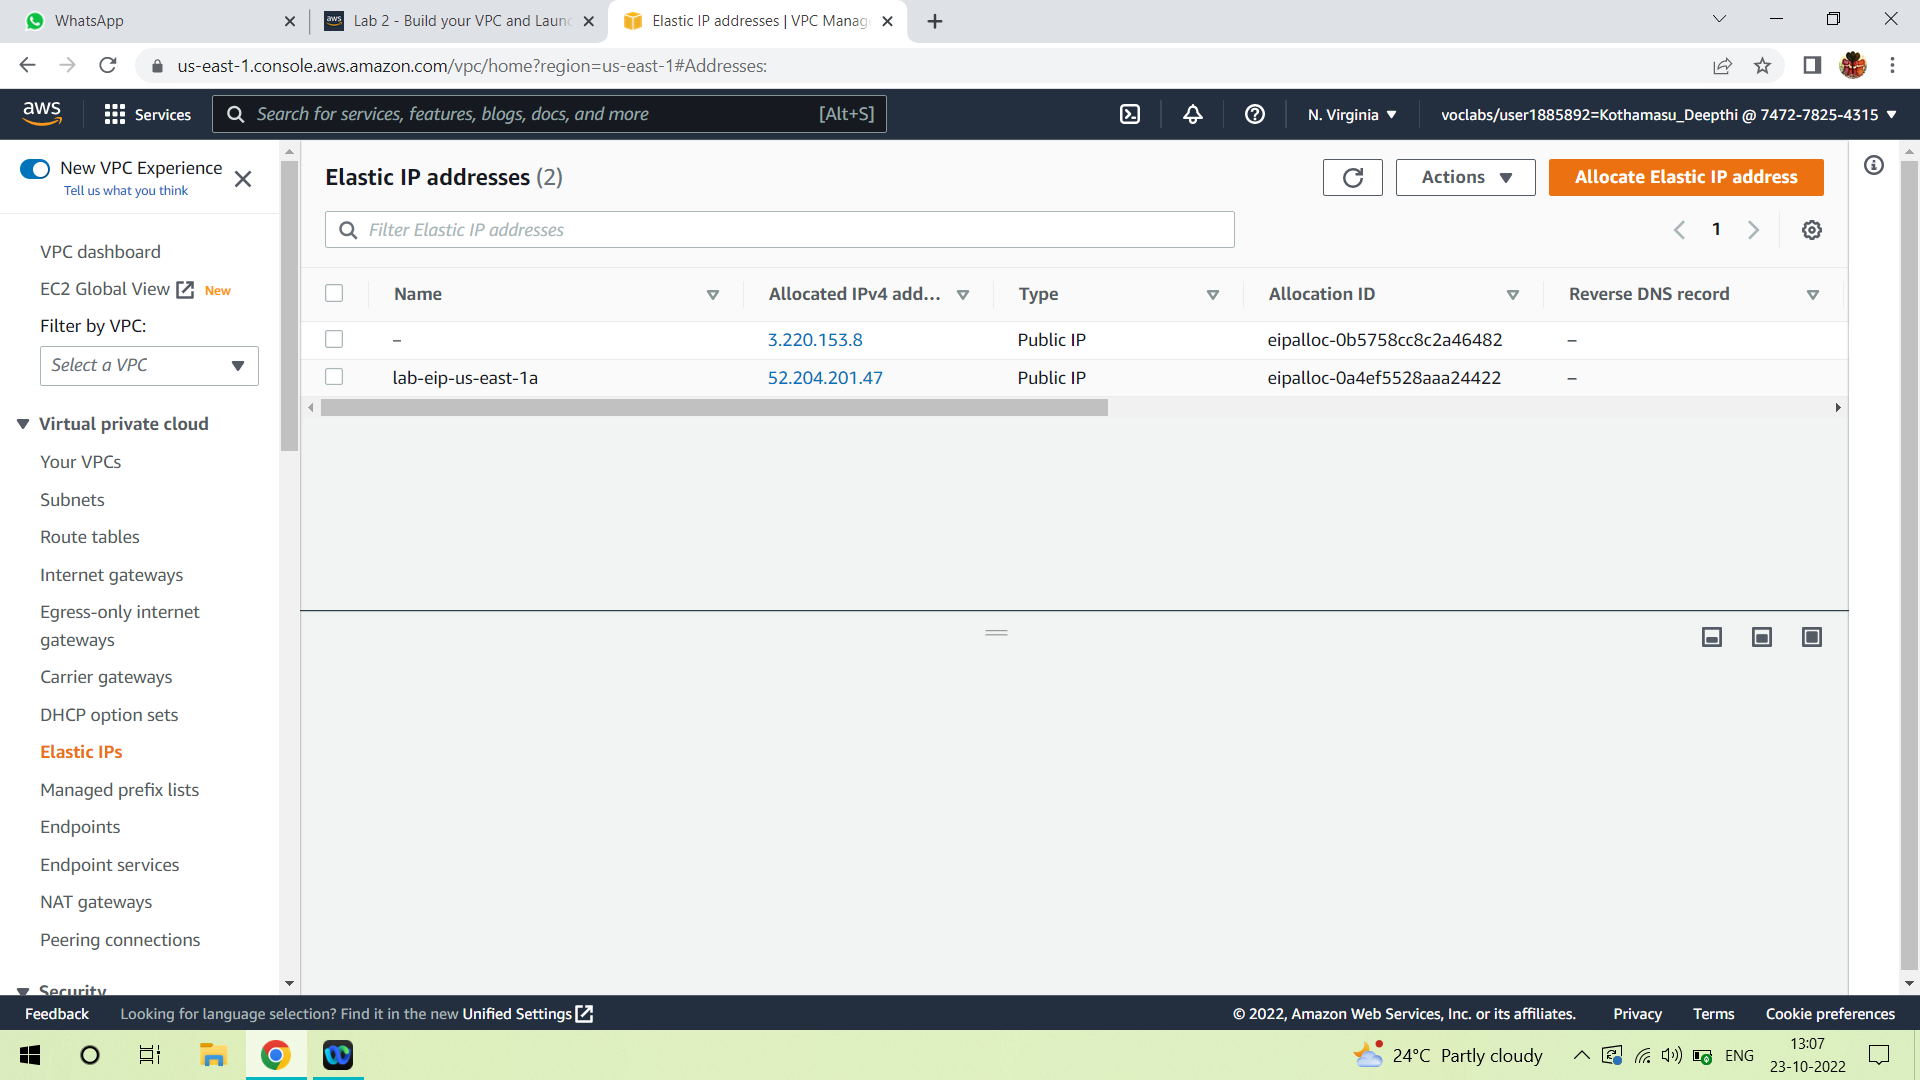 WhatsApp
aws Lab 2 - Build your VPC and Launc
Elastic IP addresses | VPC Manag
us-east-1.console.aws.amazon.com/vpc/home?region=us-east-1#Addresses:
aws Services Search for services, features, blogs, docs, and more [Alt+S] N. Virginia ▼ voclabs/user1885892=Kothamasu_Deepthi @ 7472-7825-4315 ▼
New VPC Experience
Tell us what you think
VPC dashboard
EC2 Global View New
Filter by VPC:
Select a VPC
Virtual private cloud
Your VPCs
Subnets
Route tables
Internet gateways
Egress-only internet
gateways
Carrier gateways
DHCP option sets
Elastic IPs
Managed prefix lists
Endpoints
Endpoint services
NAT gateways
Peering connections
Security
Elastic IP addresses (2)
Actions
Allocate Elastic IP address
Filter Elastic IP addresses
1
Name Allocated IPv4 add... Type Allocation ID Reverse DNS record
– 3.220.153.8 Public IP eipalloc-0b5758cc8c2a46482 –
lab-eip-us-east-1a 52.204.201.47 Public IP eipalloc-0a4ef5528aaa24422 –
Feedback Looking for language selection? Find it in the new Unified Settings © 2022, Amazon Web Services, Inc. or its affiliates. Privacy Terms Cookie preferences
24°C Partly cloudy ENG
13:07
23-10-2022